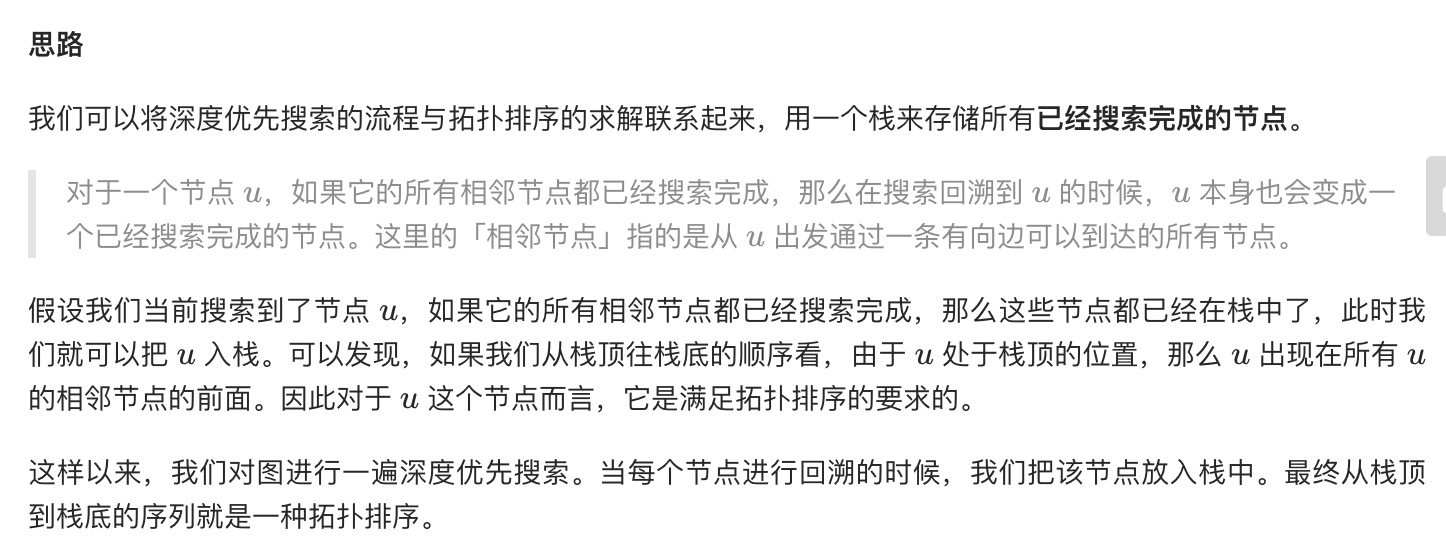 思路
我们可以将深度优先搜索的流程与拓扑排序的求解联系起来，用一个栈来存储所有已经搜索完成的节点。
对于一个节点 u，如果它的所有相邻节点都已经搜索完成，那么在搜索回溯到 u 的时候，u 本身也会变成一
个已经搜索完成的节点。这里的「相邻节点」指的是从 u 出发通过一条有向边可以到达的所有节点。
假设我们当前搜索到了节点 u，如果它的所有相邻节点都已经搜索完成，那么这些节点都已经在栈中了，此时我
们就可以把 u 入栈。可以发现，如果我们从栈顶往栈底的顺序看，由于 u 处于栈顶的位置，那么 u 出现在所有 u
的相邻节点的前面。因此对于 u 这个节点而言，它是满足拓扑排序的要求的。
这样以来，我们对图进行一遍深度优先搜索。当每个节点进行回溯的时候，我们把该节点放入栈中。最终从栈顶
到栈底的序列就是一种拓扑排序。